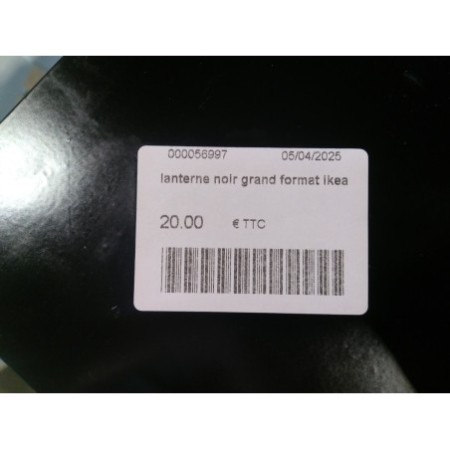 000056997 05/04/2025
lanterne noir grand format ikea
20.00 € TTC